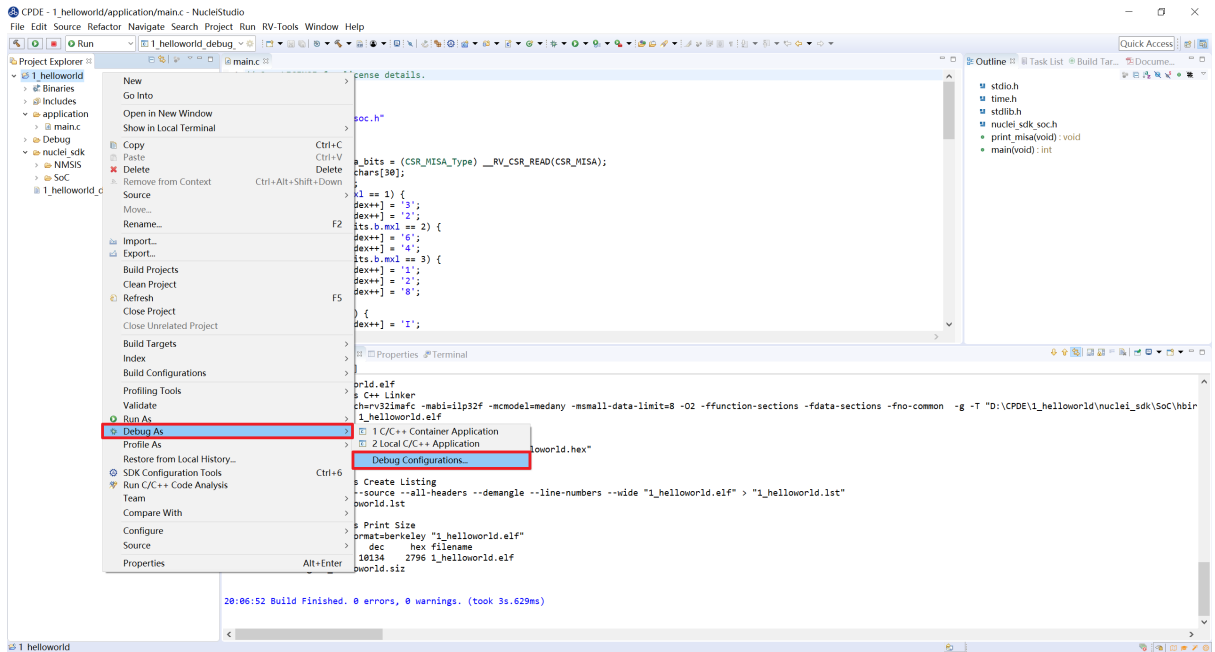 CPDE - 1_helloworld/application/main.c - NucleiStudio
File Edit Source Refactor Navigate Search Project Run RV-Tools Window Help
Run
1_helloworld_debug_
Quick Access
Project Explorer
1_helloworld
Binaries
Includes
application
main.c
Debug
nuclei_sdk
NMSIS
SoC
1_helloworld_d
New
Go Into
Open in New Window
Show in Local Terminal
Copy Ctrl+C
Paste Ctrl+V
Delete Delete
Remove from Context Ctrl+Alt+Shift+Down
Source
Move...
Rename... F2
Import...
Export...
Build Projects
Clean Project
Refresh F5
Close Project
Close Unrelated Project
Build Targets
Index
Build Configurations
Profiling Tools
Validate
Run As
Debug As
Profile As
Restore from Local History...
SDK Configuration Tools Ctrl+6
Run C/C++ Code Analysis
Team
Compare With
Configure
Source
Properties Alt+Enter
1 C/C++ Container Application
2 Local C/C++ Application
Debug Configurations...
main.c
license details.
soc.h"
a_bits = (CSR_MISA_Type) __RV_CSR_READ(CSR_MISA);
chars[30];
;
xl == 1) {
dex++] = '3';
dex++] = '2';
its.b.mxl == 2) {
dex++] = '6';
dex++] = '4';
its.b.mxl == 3) {
dex++] = '1';
dex++] = '2';
dex++] = '8';
) {
dex++] = 'I';
Outline Task List Build Tar... Docume...
stdio.h
time.h
stdlib.h
nuclei_sdk_soc.h
print_misa(void) : void
main(void) : int
Properties Terminal
orld.elf
s C++ Linker
ch=rv32imafc -mabi=ilp32f -mcmodel=medany -msmall-data-limit=8 -O2 -ffunction-sections -fdata-sections -fno-common -g -T "D:\CPDE\1_helloworld\nuclei_sdk\SoC\hbir
1_helloworld.elf
loworld.hex"
s Create Listing
--source --all-headers --demangle --line-numbers --wide "1_helloworld.elf" > "1_helloworld.lst"
oworld.lst
s Print Size
ormat=berkeley "1_helloworld.elf"
dec hex filename
10134 2796 1_helloworld.elf
oworld.siz
20:06:52 Build Finished. 0 errors, 0 warnings. (took 3s.629ms)
1 helloworld